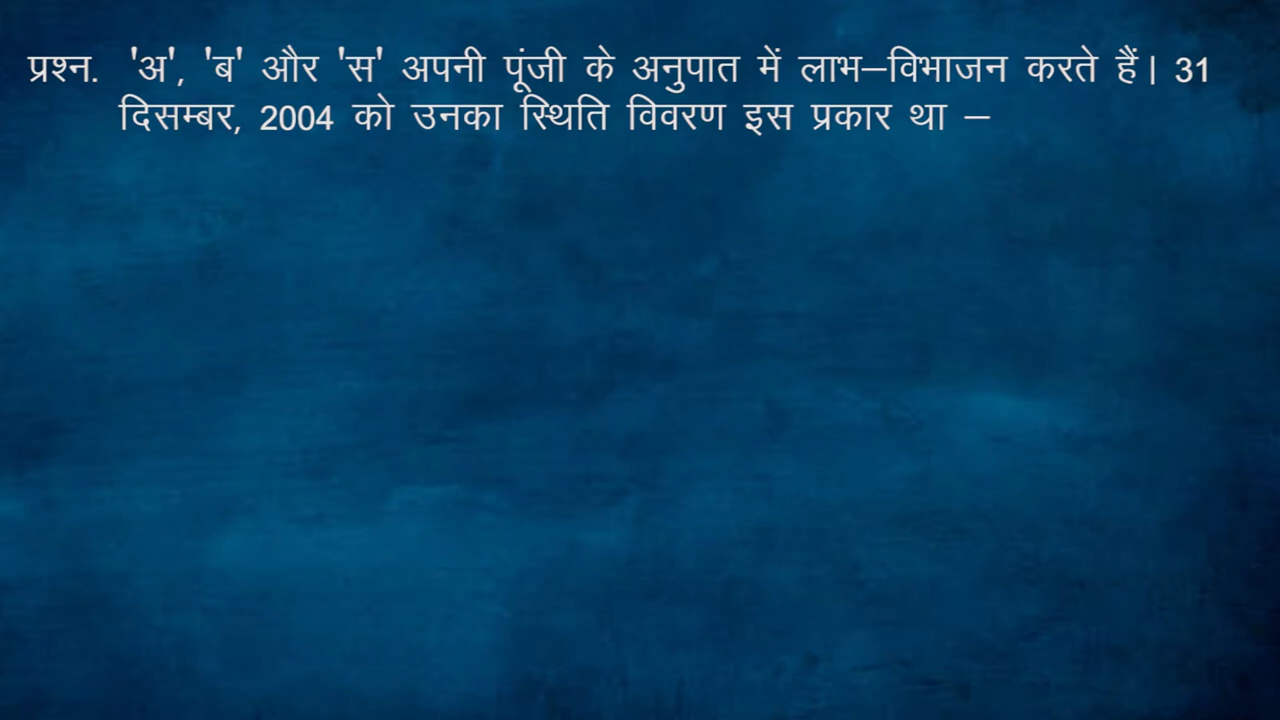 प्रश्न. 'अ', 'ब' और 'स' अपनी पूंजी के अनुपात में लाभ–विभाजन करते हैं। 31
दिसम्बर, 2004 को उनका स्थिति विवरण इस प्रकार था –